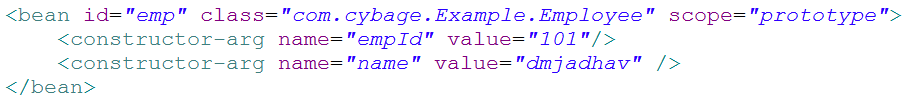 <bean id="emp" class="com.cybage.Example.Employee" scope="prototype">
    <constructor-arg name="empId" value="101"/>
    <constructor-arg name="name" value="dmjadhav" />
</bean>